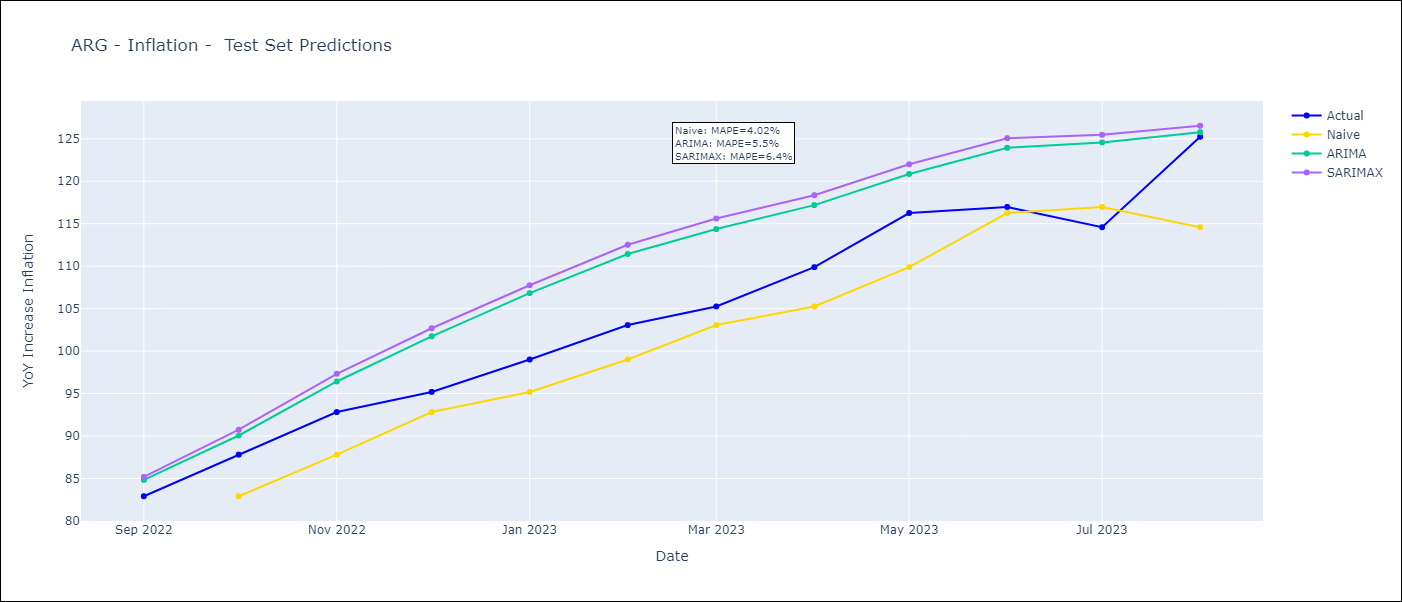 ARG - Inflation -  Test Set Predictions
Naive: MAPE=4.02%
ARIMA: MAPE=5.5%
SARIMAX: MAPE=6.4%
Actual
Naive
ARIMA
SARIMAX
YoY Increase Inflation
125
120
115
110
105
100
95
90
85
80
Sep 2022
Nov 2022
Jan 2023
Mar 2023
May 2023
Jul 2023
Date